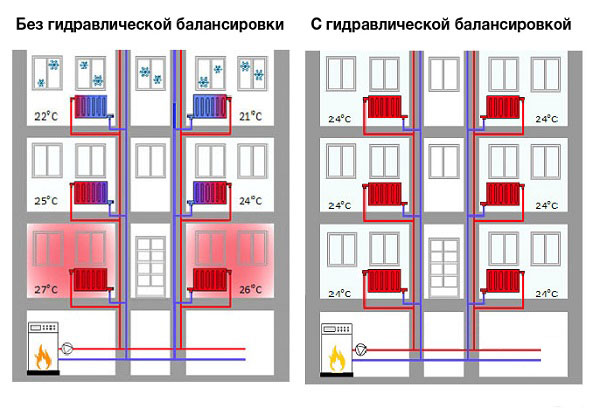 Без гидравлической балансировки
С гидравлической балансировкой
22°C 21°C
24°C 24°C
25°C 24°C
24°C 24°C
27°C 26°C
24°C 24°C